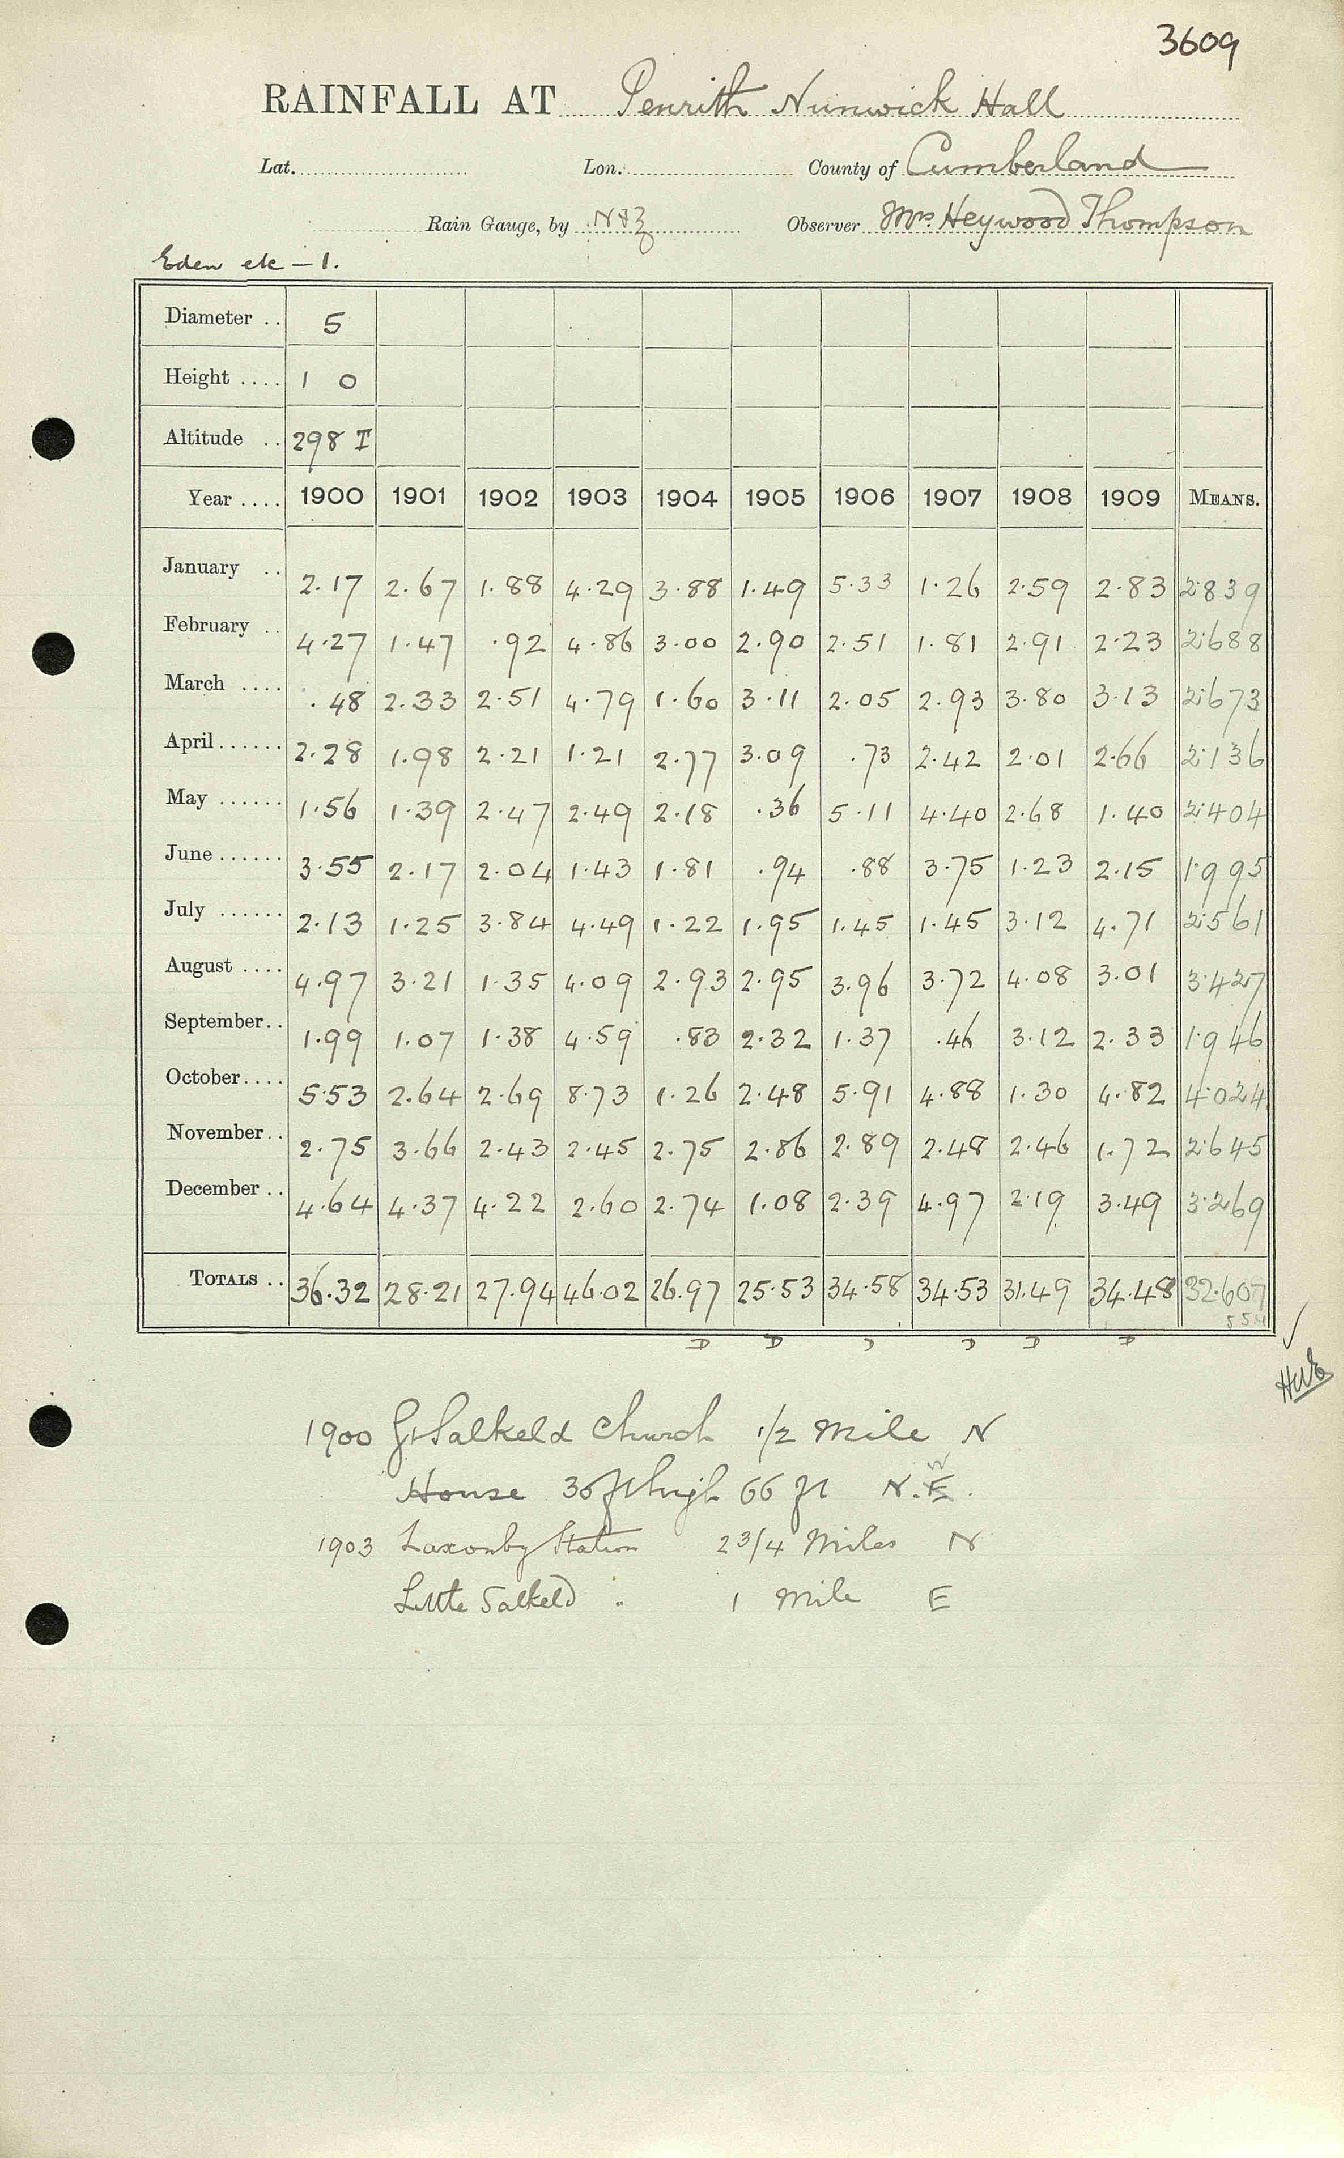 3609
RAINFALL AT Penrith Nunwick Hall
Lat. Lon. County of Cumberland
Rain Gauge, by N&Z Observer Mrs. Heywood Thompson
Eden etc — 1.
Diameter .. 5
Height .... 1 0
Altitude .. 298 T
Year .... 1900 1901 1902 1903 1904 1905 1906 1907 1908 1909 MEANS.
January .. 2.17 2.67 1.88 4.29 3.88 1.49 5.33 1.26 2.59 2.83 2.839
February .. 4.27 1.47 .92 4.86 3.00 2.90 2.51 1.81 2.91 2.23 2.688
March .... .48 2.33 2.51 4.79 1.60 3.11 2.05 2.93 3.80 3.13 2.673
April...... 2.28 1.98 2.21 1.21 2.77 3.09 .73 2.42 2.01 2.66 2.136
May ...... 1.56 1.39 2.47 2.49 2.18 .36 5.11 4.40 2.68 1.40 2.404
June...... 3.55 2.17 2.04 1.43 1.81 .94 .88 3.75 1.23 2.15 1.995
July ...... 2.13 1.25 3.84 4.49 1.22 1.95 1.45 1.45 3.12 4.71 2.561
August .... 4.97 3.21 1.35 4.09 2.93 2.95 3.96 3.72 4.08 3.01 3.427
September.. 1.99 1.07 1.38 4.59 .83 2.32 1.37 .46 3.12 2.33 1.946
October.... 5.53 2.64 2.69 8.73 1.26 2.48 5.91 4.88 1.30 4.82 4.024
November.. 2.75 3.66 2.43 2.45 2.75 2.86 2.89 2.48 2.46 1.72 2.645
December .. 4.64 4.37 4.22 2.60 2.74 1.08 2.39 4.97 2.19 3.49 3.269
TOTALS .. 36.32 28.21 27.94 46.02 26.97 25.53 34.58 34.53 31.49 34.48 32.607
D D D D D D
1900 Gt Salkeld Church 1/2 Mile N
House 36 ft high 66 ft N.
1903 Lazonby Station 2 3/4 Miles N
Little Salkeld " 1 Mile E